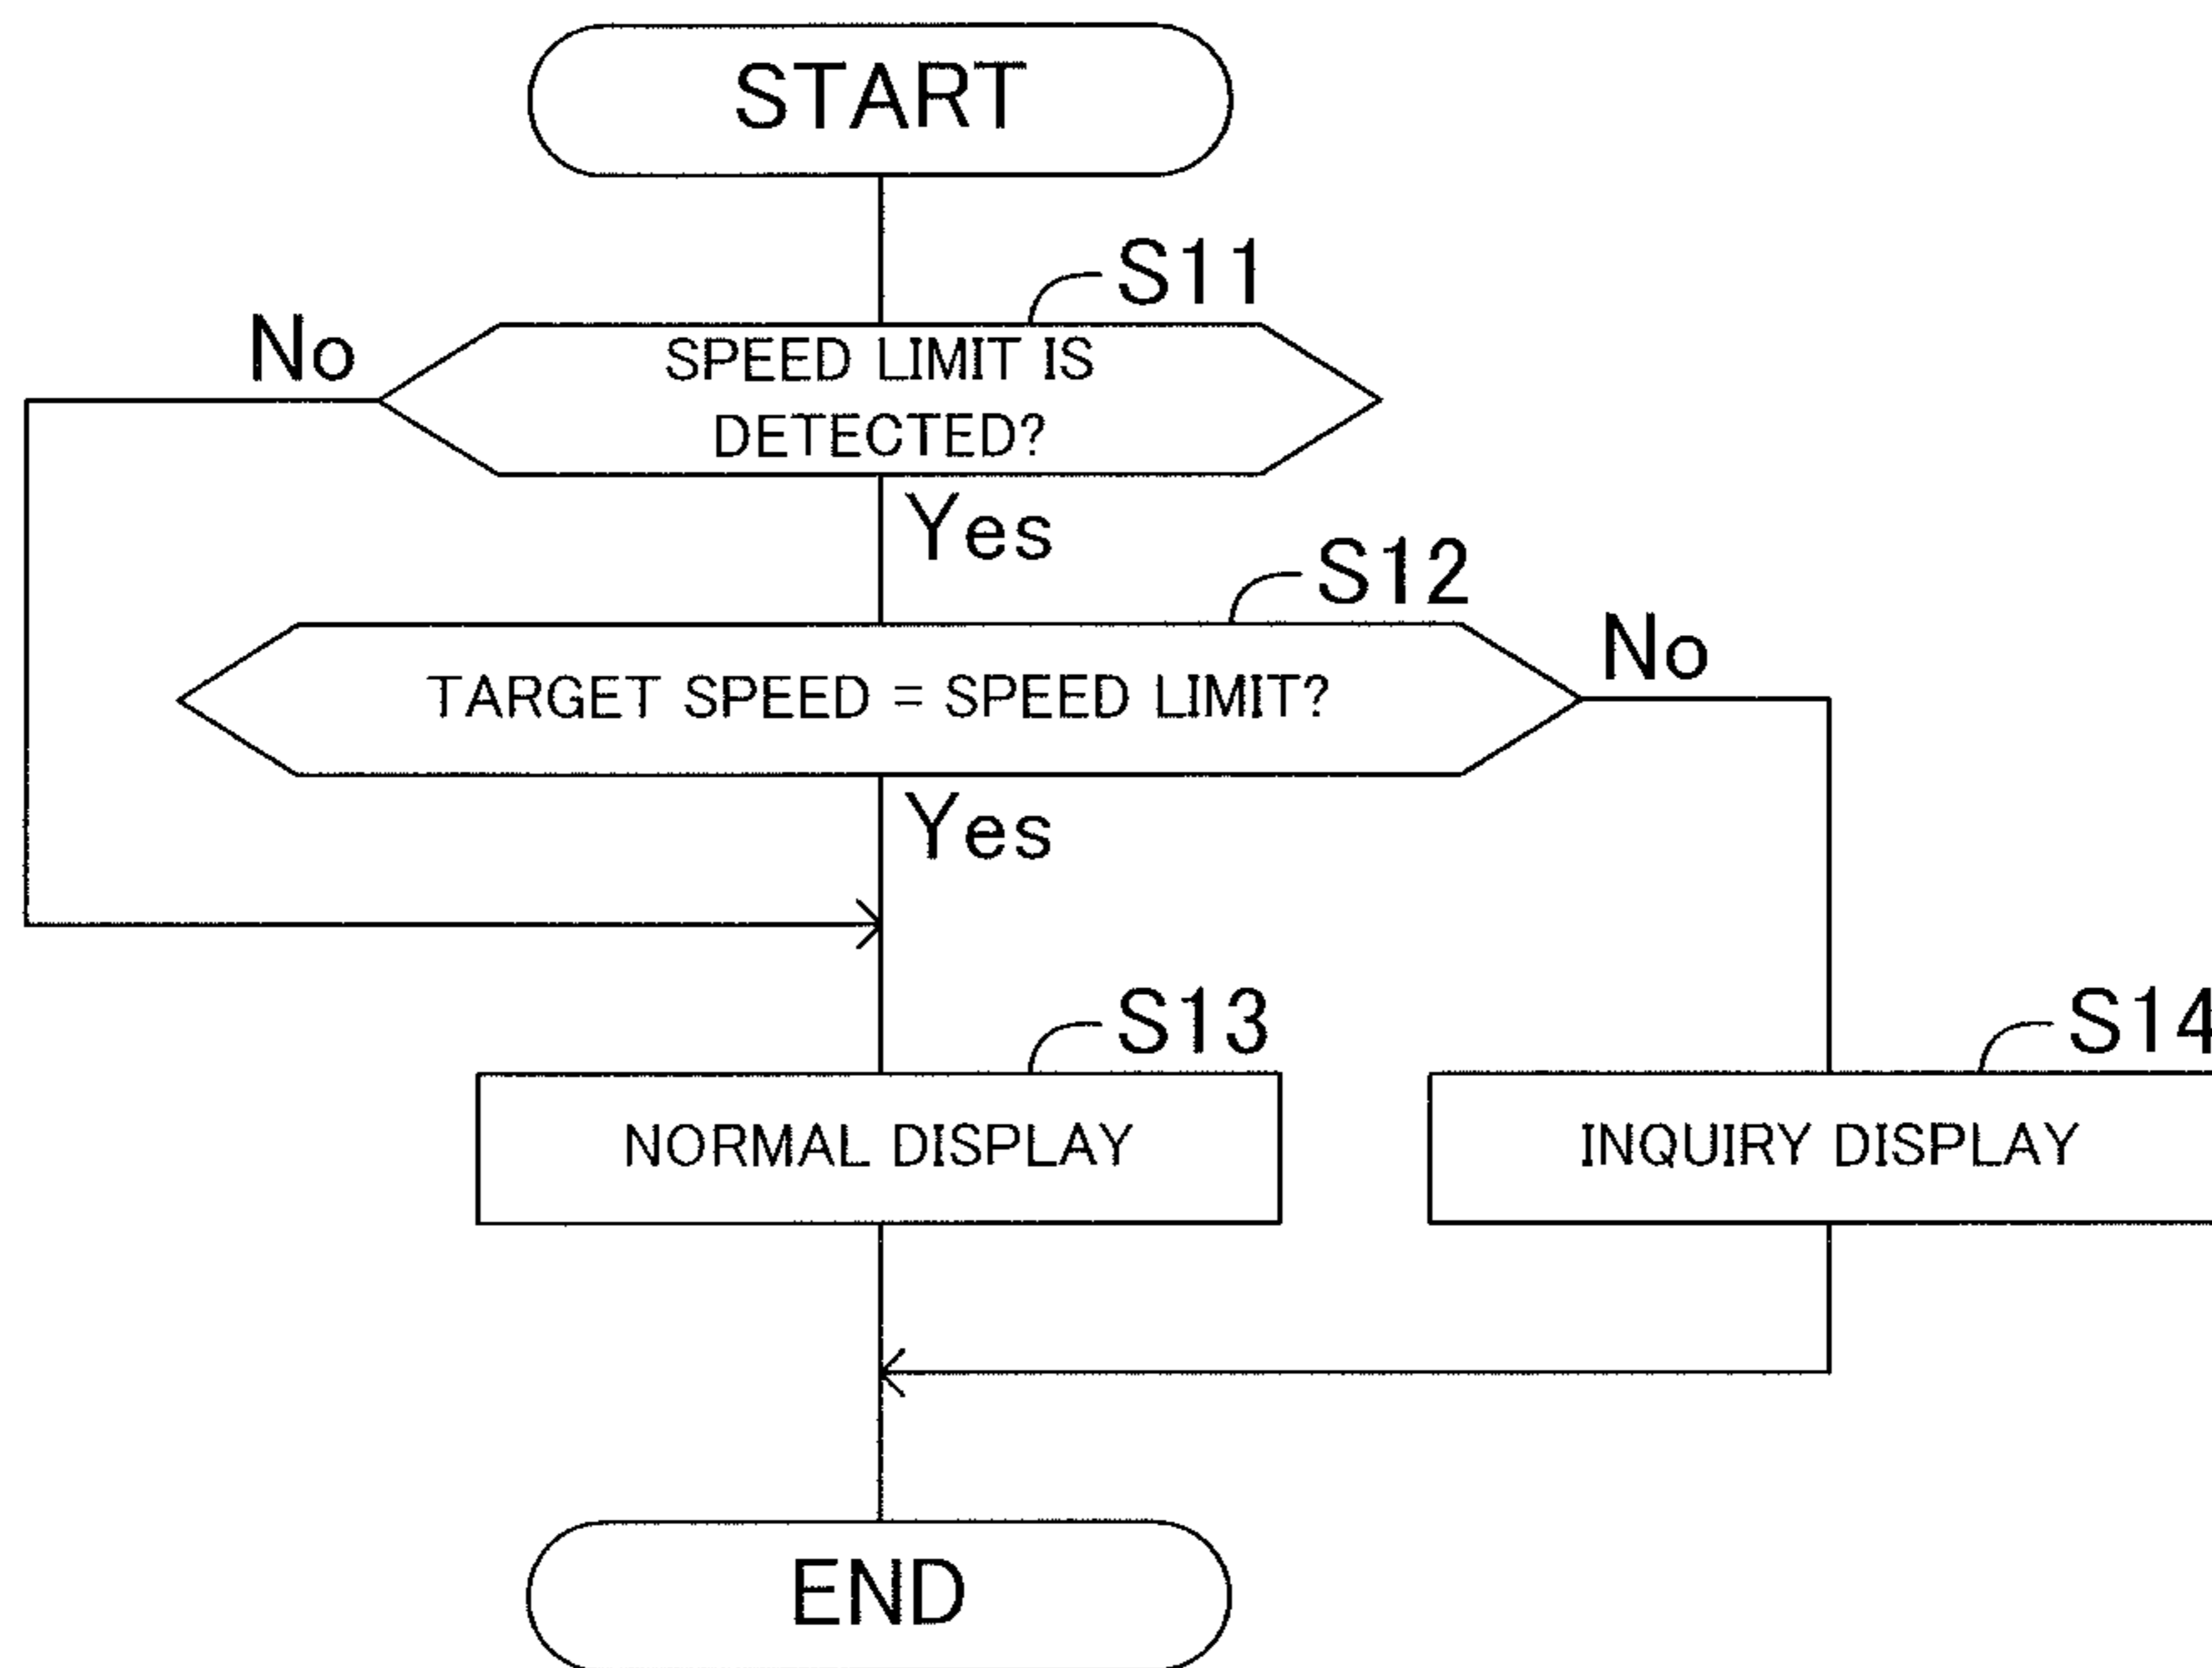 START
S11
No
SPEED LIMIT IS
DETECTED?
Yes
S12
No
TARGET SPEED = SPEED LIMIT?
Yes
S13
S14
NORMAL DISPLAY
INQUIRY DISPLAY
END